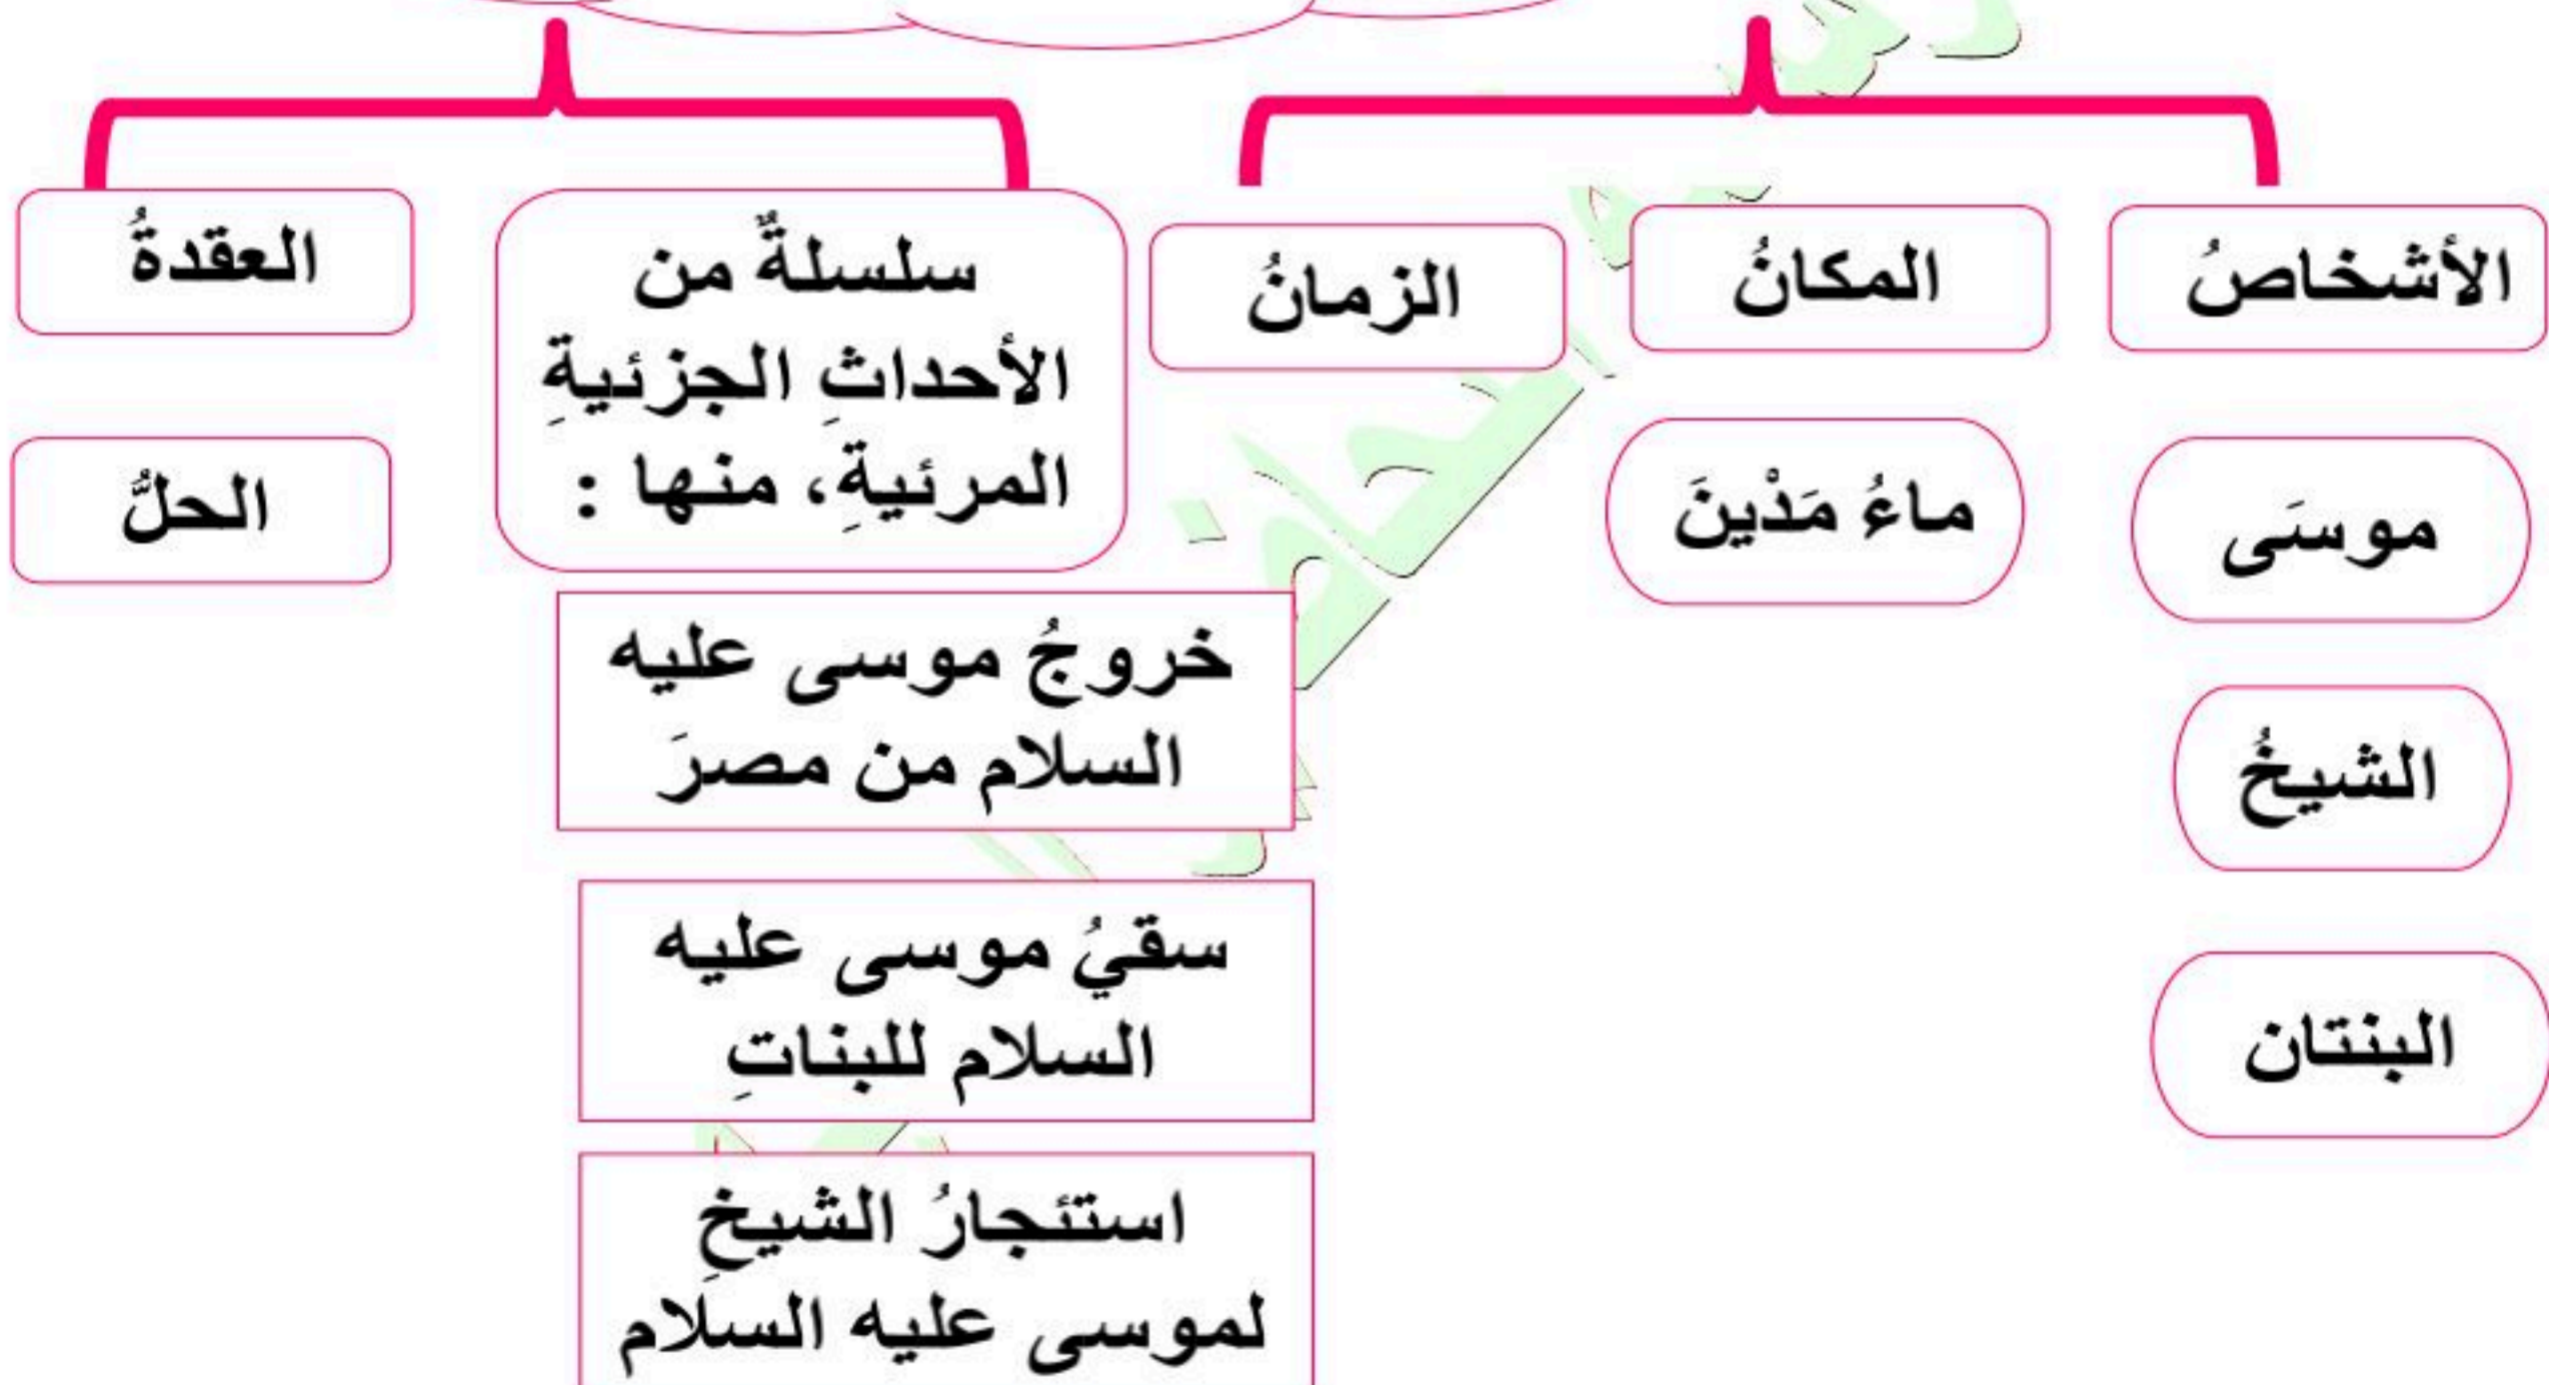 الأشخاصُ
المكانُ
الزمانُ
سلسلةٌ من
الأحداثِ الجزئيةِ
المرئيةِ، منها :
العقدةُ
موسَى
ماءُ مَدْينَ
الحلُّ
الشيخُ
البنتان
خروجُ موسى عليه
السلام من مصرَ
سقيُ موسى عليه
السلام للبناتِ
استئجارُ الشيخِ
لموسى عليه السلام